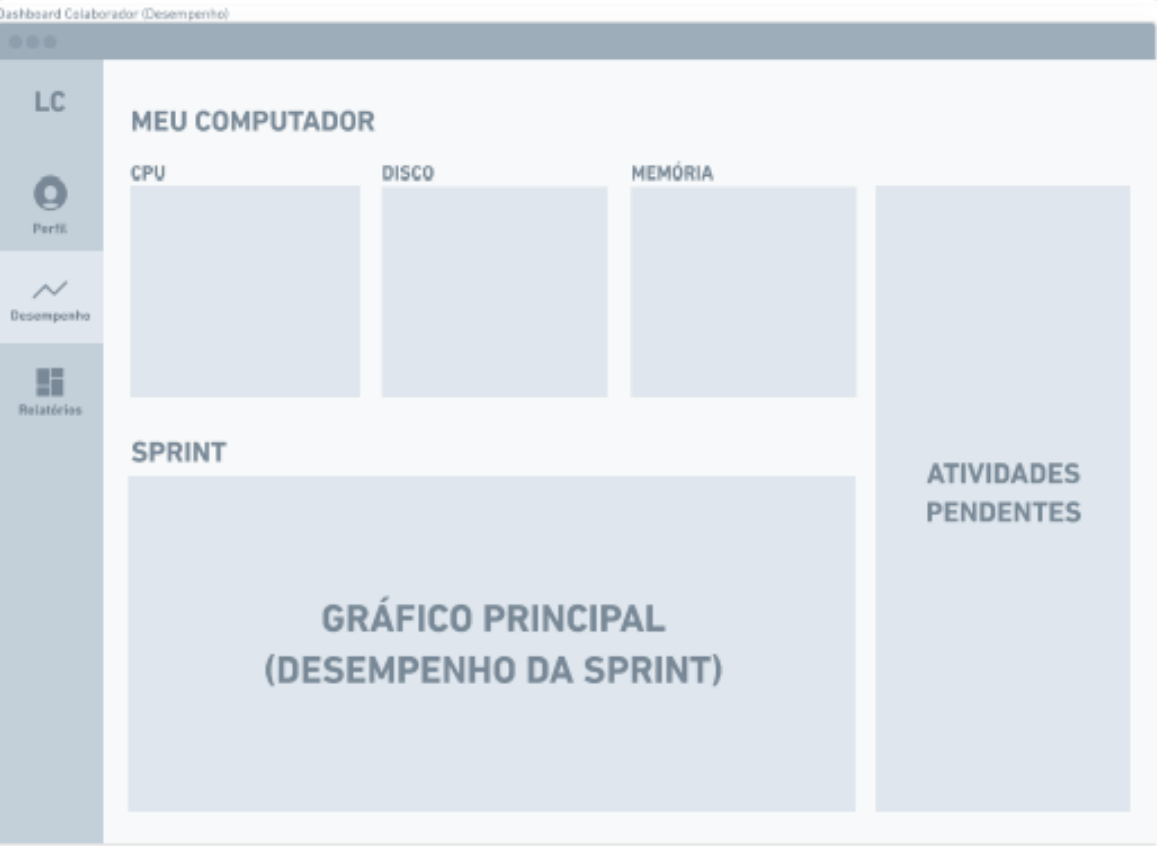 Dashboard Colaborador (Desempenho)
LC
Perfil
Desempenho
Relatórios
MEU COMPUTADOR
CPU
DISCO
MEMÓRIA
SPRINT
GRÁFICO PRINCIPAL
(DESEMPENHO DA SPRINT)
ATIVIDADES
PENDENTES